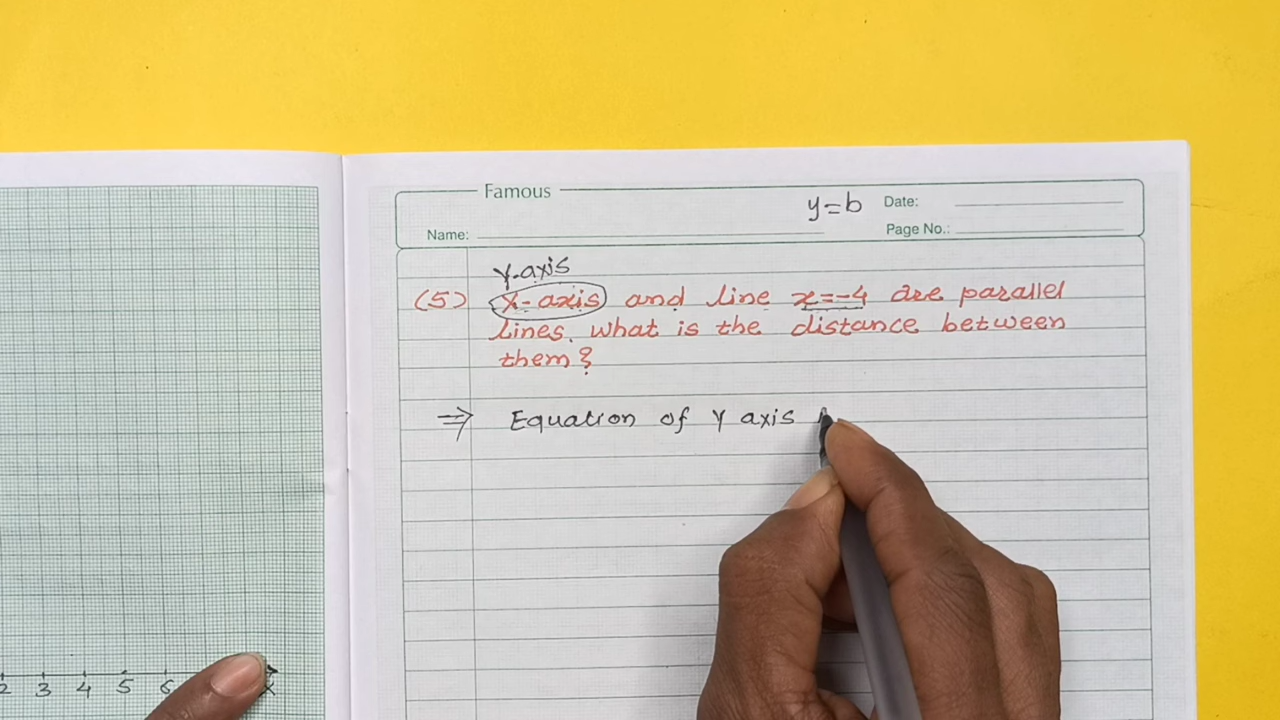 Famous
y=b
Date:
Name:
Page No.:
Y-axis
(5) X-axis and line x=-4 are parallel
lines. what is the distance between
them?
⇒ Equation of Y axis
2 3 4 5 6 X